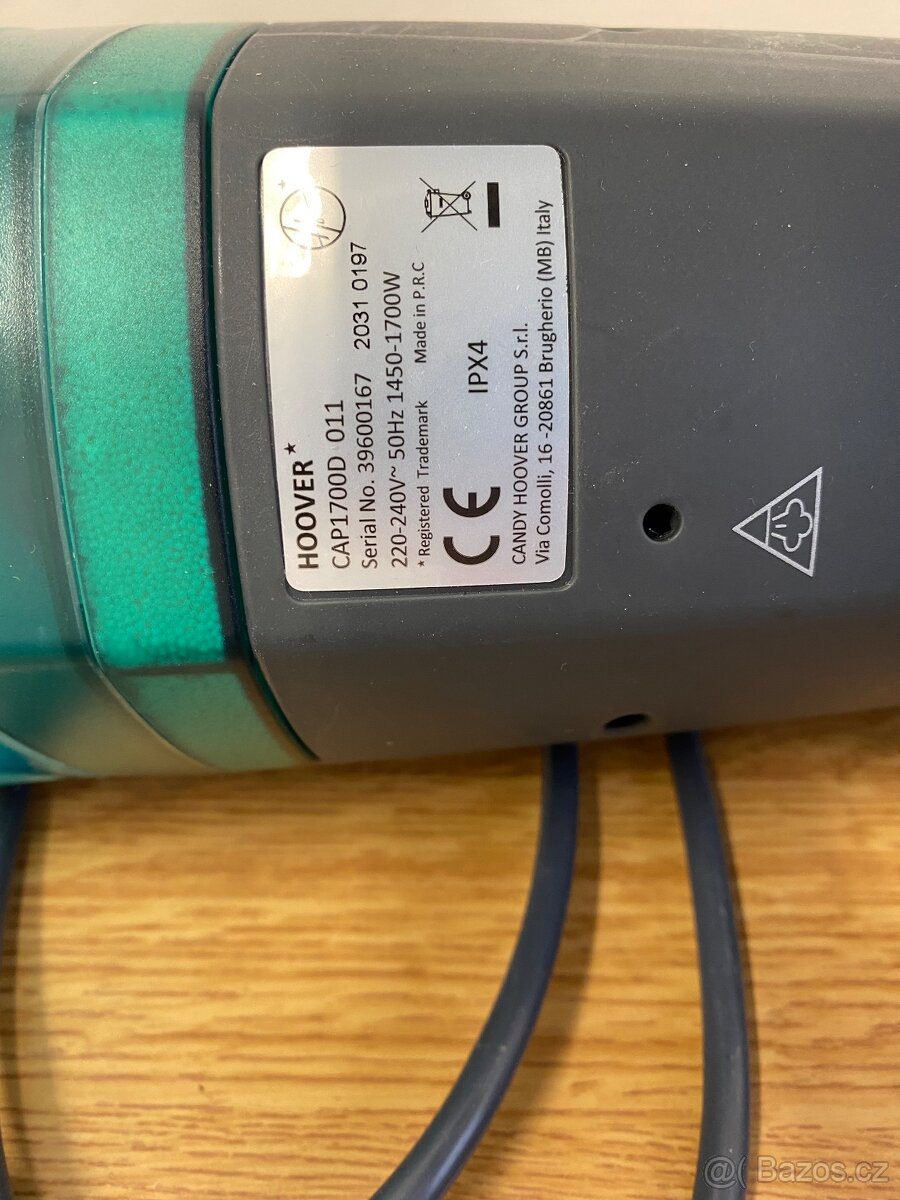 HOOVER*
CAP1700D 011
Serial No. 39600167 2031 0197
220-240V~ 50Hz 1450-1700W
* Registered Trademark Made in P.R.C
CE IPX4
CANDY HOOVER GROUP S.r.l.
Via Comolli, 16 -20861 Brugherio (MB) Italy
@( Bazoš.cz